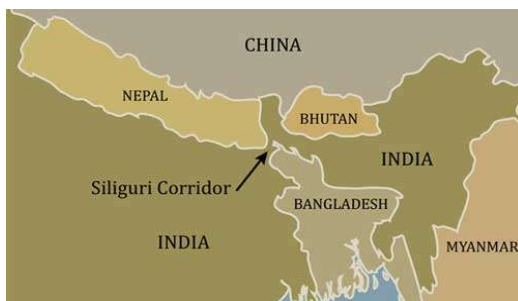 CHINA
NEPAL
BHUTAN
INDIA
Siliguri Corridor
BANGLADESH
INDIA
MYANMAR